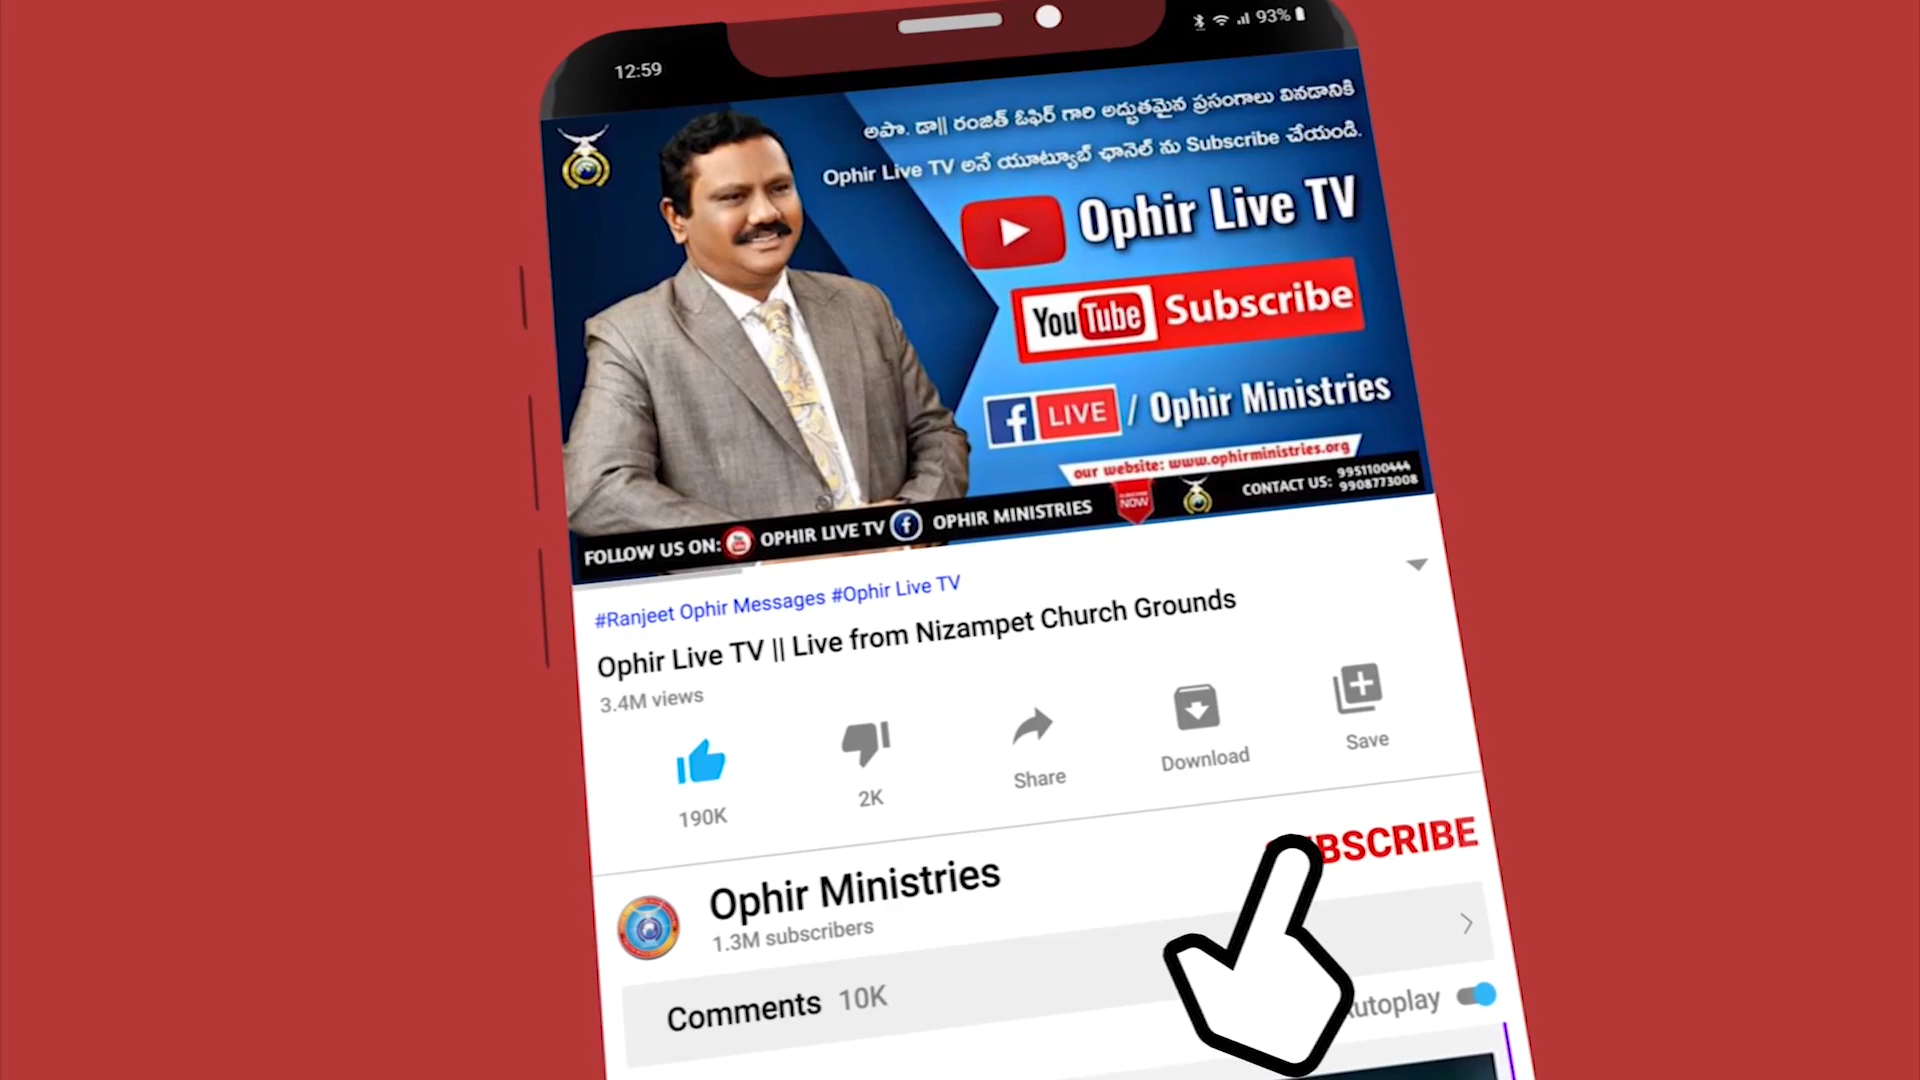 12:59
93%
అపొ. డా|| రంజిత్ ఓఫిర్ గారి అద్భుతమైన ప్రసంగాలు వినడానికి
Ophir Live TV అనే యూట్యూబ్ ఛానెల్ ను Subscribe చేయండి.
Ophir Live TV
YouTube Subscribe
f LIVE / Ophir Ministries
our website: www.ophirministries.org
FOLLOW US ON: OPHIR LIVE TV f OPHIR MINISTRIES
NOW
CONTACT US: 9951100444
9908773008
#Ranjeet Ophir Messages #Ophir Live TV
Ophir Live TV || Live from Nizampet Church Grounds
3.4M views
190K
2K
Share
Download
Save
Ophir Ministries
1.3M subscribers
BSCRIBE
Comments 10K
utoplay